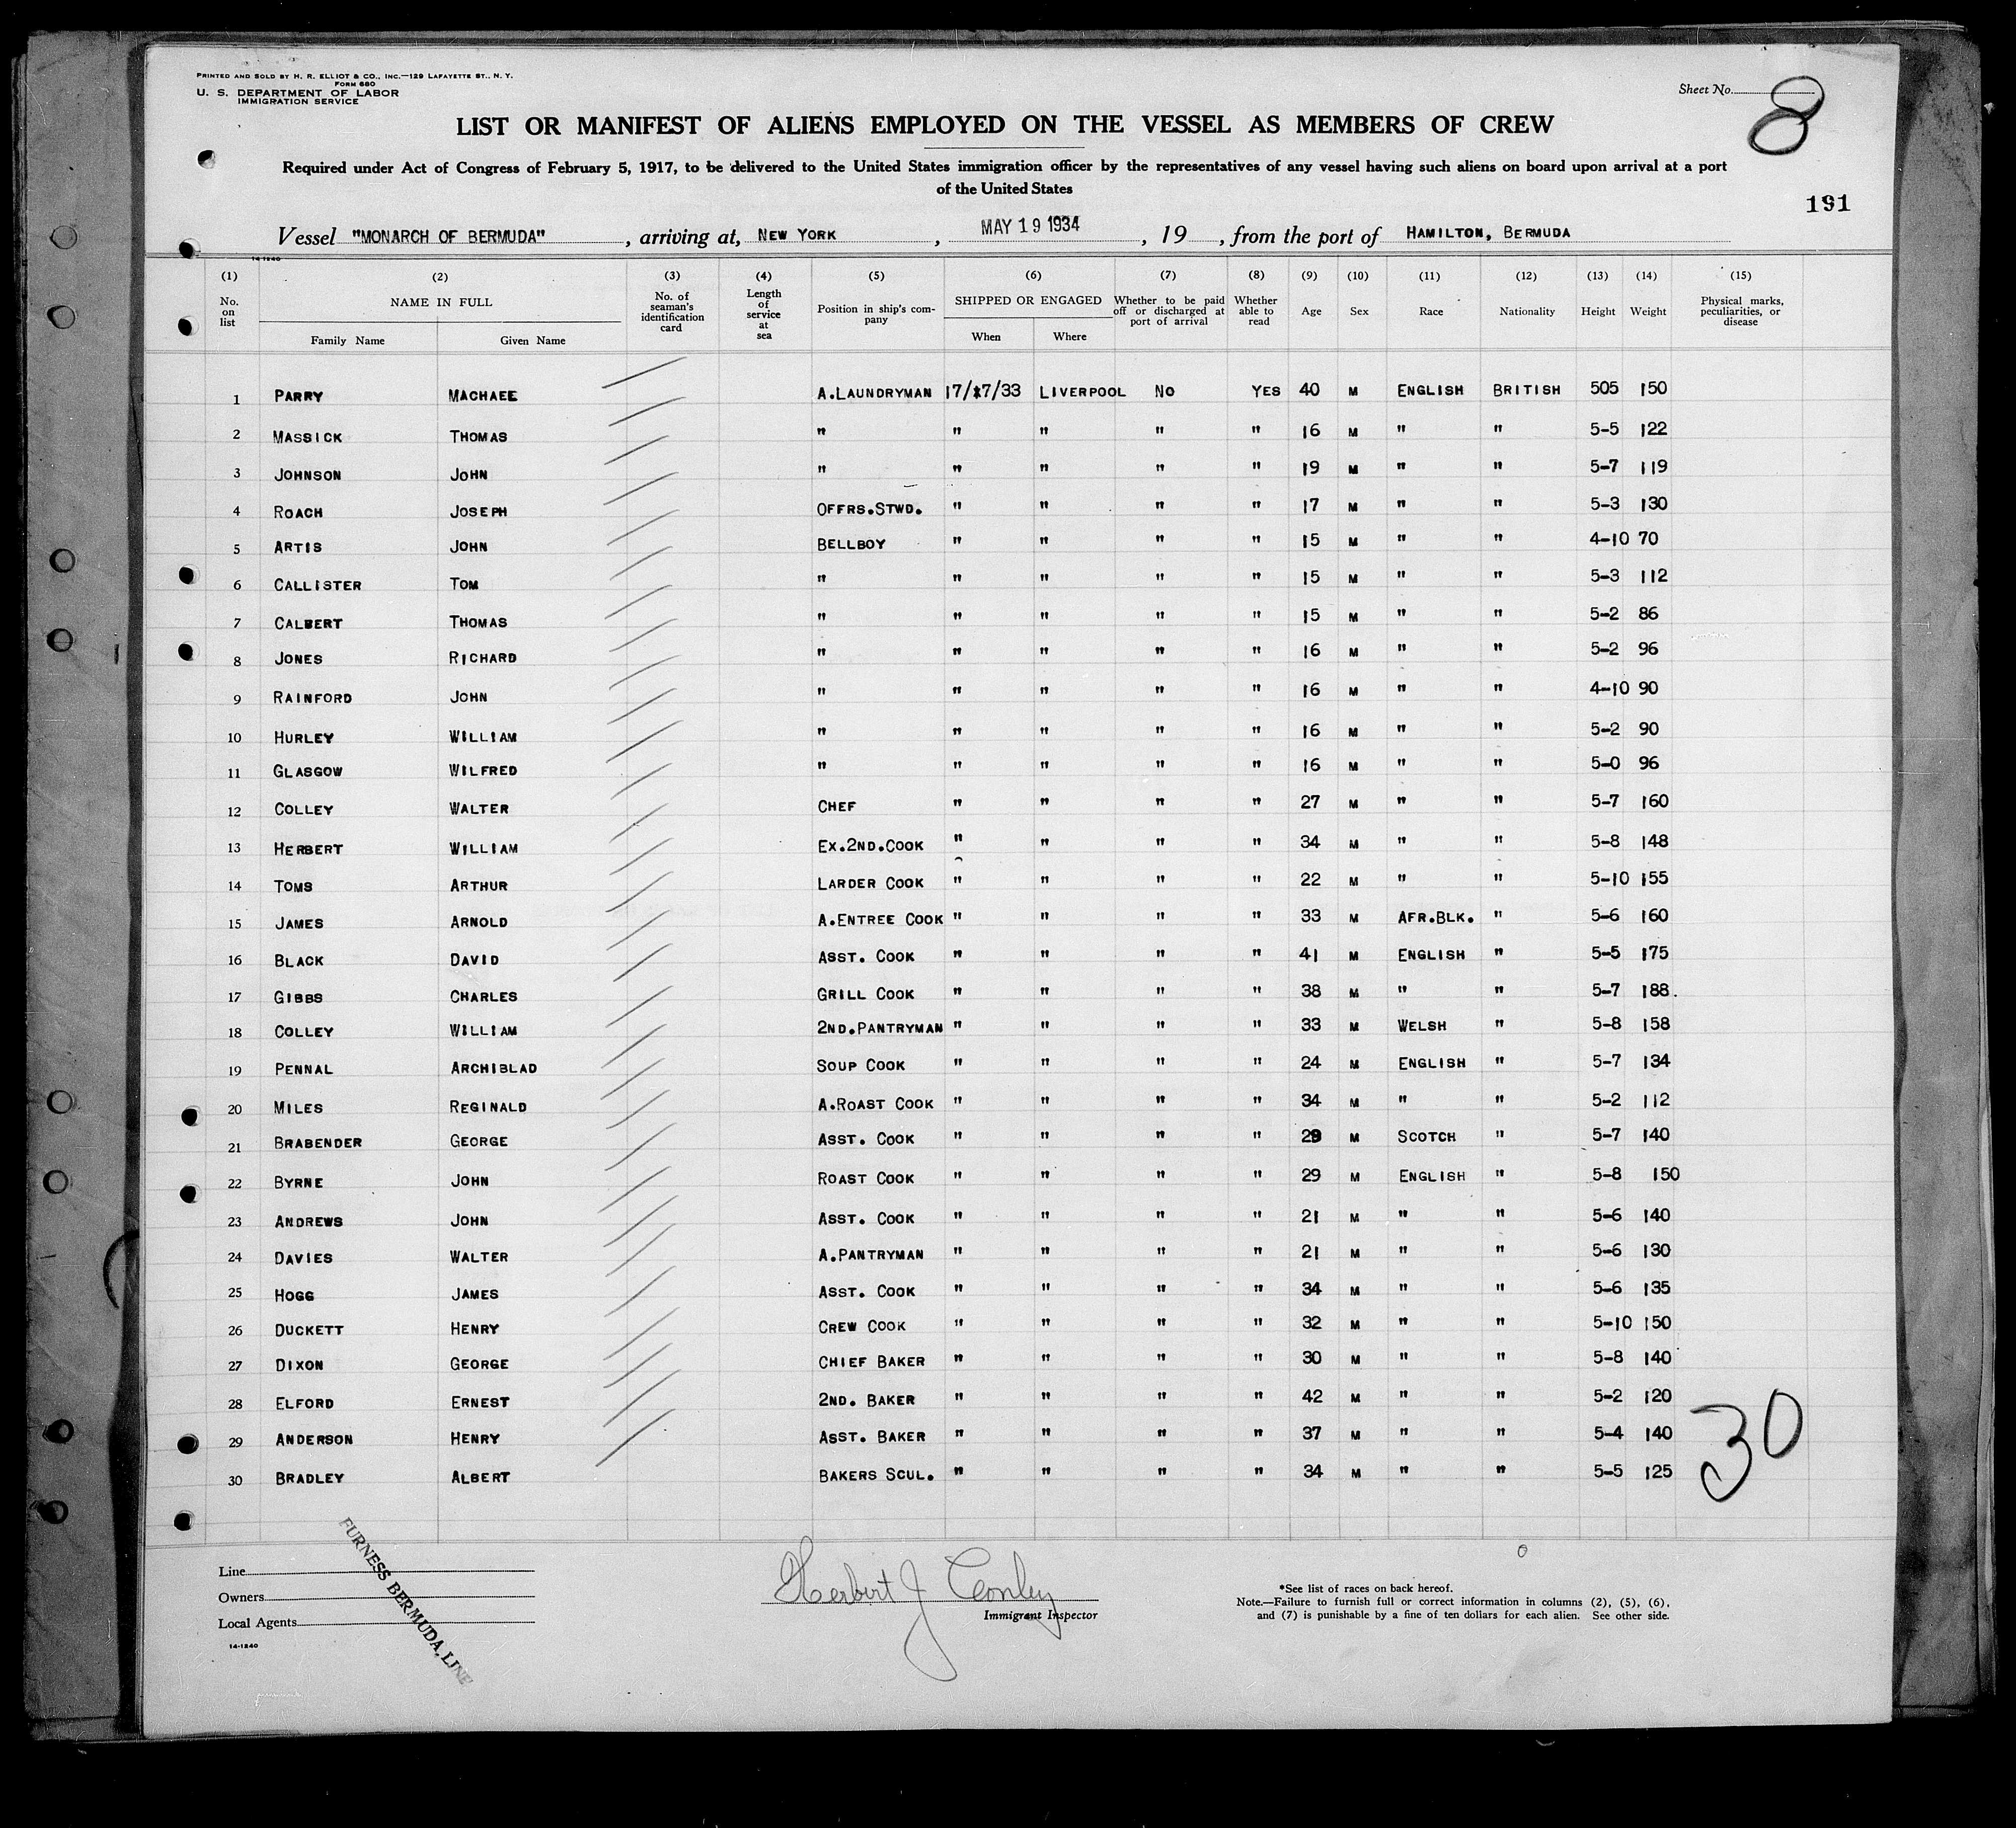 PRINTED AND SOLD BY H. R. ELLIOT & CO., INC.—129 LAFAYETTE ST., N. Y.
FORM 680
U. S. DEPARTMENT OF LABOR
IMMIGRATION SERVICE
Sheet No. 8
LIST OR MANIFEST OF ALIENS EMPLOYED ON THE VESSEL AS MEMBERS OF CREW
Required under Act of Congress of February 5, 1917, to be delivered to the United States immigration officer by the representatives of any vessel having such aliens on board upon arrival at a port
of the United States
191
Vessel "MONARCH OF BERMUDA", arriving at, NEW YORK, MAY 19 1934, 19, from the port of HAMILTON, BERMUDA
14-1240
(1) (2) (3) (4) (5) (6) (7) (8) (9) (10) (11) (12) (13) (14) (15)
No. on list NAME IN FULL Family Name Given Name No. of seaman's identification card Length of service at sea Position in ship's company SHIPPED OR ENGAGED When Where Whether to be paid off or discharged at port of arrival Whether able to read Age Sex Race Nationality Height Weight Physical marks, peculiarities, or disease
1 PARRY MACHAEE A.LAUNDRYMAN 17/17/33 LIVERPOOL NO YES 40 M ENGLISH BRITISH 505 150
2 MASSICK THOMAS " " " " " 16 M " " 5-5 122
3 JOHNSON JOHN " " " " " 19 M " " 5-7 119
4 ROACH JOSEPH OFFRS.STWD. " " " " 17 M " " 5-3 130
5 ARTIS JOHN BELLBOY " " " " 15 M " " 4-10 70
6 CALLISTER TOM " " " " " 15 M " " 5-3 112
7 CALBERT THOMAS " " " " " 15 M " " 5-2 86
8 JONES RICHARD " " " " " 16 M " " 5-2 96
9 RAINFORD JOHN " " " " " 16 M " " 4-10 90
10 HURLEY WILLIAM " " " " " 16 M " " 5-2 90
11 GLASGOW WILFRED " " " " " 16 M " " 5-0 96
12 COLLEY WALTER CHEF " " " " 27 M " " 5-7 160
13 HERBERT WILLIAM EX.2ND.COOK " " " " 34 M " " 5-8 148
14 TOMS ARTHUR LARDER COOK " " " " 22 M " " 5-10 155
15 JAMES ARNOLD A.ENTREE COOK " " " " 33 M AFR.BLK. " 5-6 160
16 BLACK DAVID ASST. COOK " " " " 41 M ENGLISH " 5-5 175
17 GIBBS CHARLES GRILL COOK " " " " 38 M " " 5-7 188.
18 COLLEY WILLIAM 2ND.PANTRYMAN " " " " 33 M WELSH " 5-8 158
19 PENNAL ARCHIBLAD SOUP COOK " " " " 24 M ENGLISH " 5-7 134
20 MILES REGINALD A.ROAST COOK " " " " 34 M " " 5-2 112
21 BRABENDER GEORGE ASST. COOK " " " " 29 M SCOTCH " 5-7 140
22 BYRNE JOHN ROAST COOK " " " " 29 M ENGLISH " 5-8 150
23 ANDREWS JOHN ASST. COOK " " " " 21 M " " 5-6 140
24 DAVIES WALTER A.PANTRYMAN " " " " 21 M " " 5-6 130
25 HOGG JAMES ASST. COOK " " " " 34 M " " 5-6 135
26 DUCKETT HENRY CREW COOK " " " " 32 M " " 5-10 150
27 DIXON GEORGE CHIEF BAKER " " " " 30 M " " 5-8 140
28 ELFORD ERNEST 2ND. BAKER " " " " 42 M " " 5-2 120
29 ANDERSON HENRY ASST. BAKER " " " " 37 M " " 5-4 140
30 BRADLEY ALBERT BAKERS SCUL. " " " " 34 M " " 5-5 125
30
Line
Owners
Local Agents
FURNESS BERMUDA, LINE
14-1240
Herbert J Conley
Immigrant Inspector
*See list of races on back hereof.
Note.—Failure to furnish full or correct information in columns (2), (5), (6),
and (7) is punishable by a fine of ten dollars for each alien. See other side.